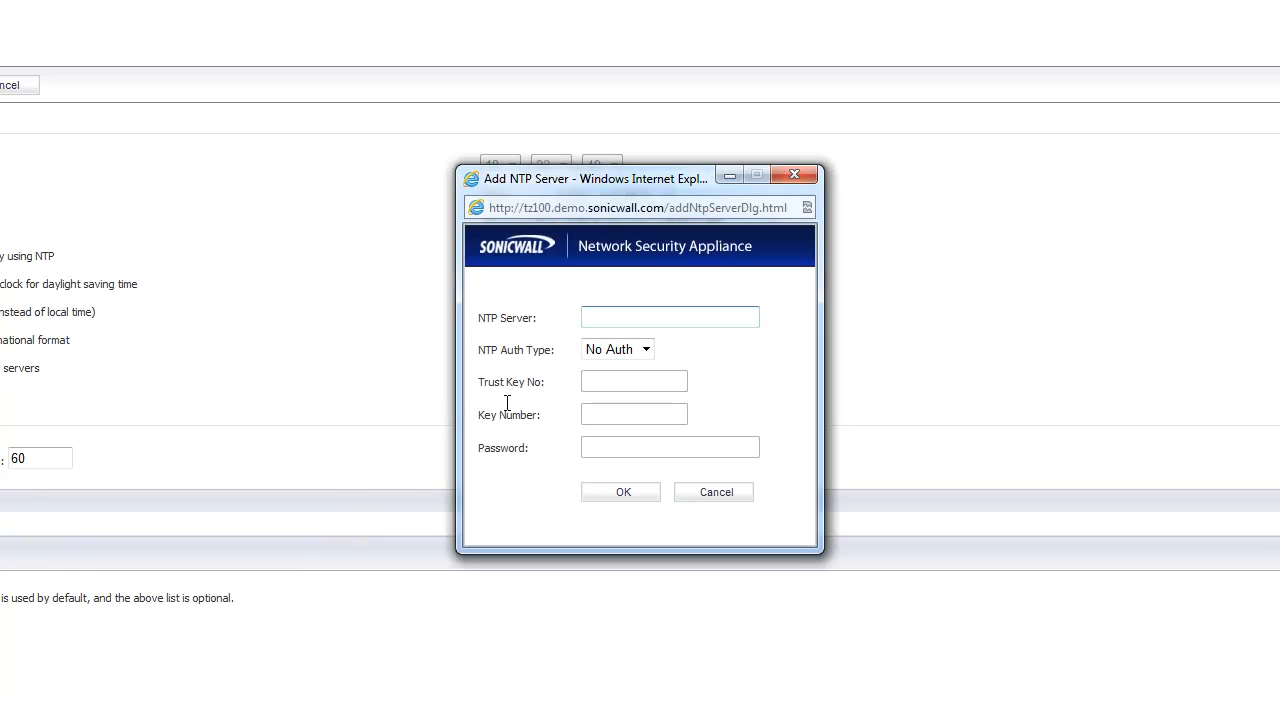 ncel
Add NTP Server - Windows Internet Expl...
http://tz100.demo.sonicwall.com/addNtpServerDlg.html
SONICWALL Network Security Appliance
y using NTP
clock for daylight saving time
nstead of local time)
national format
servers
NTP Server:
NTP Auth Type: No Auth
Trust Key No:
Key Number:
Password:
OK Cancel
: 60
is used by default, and the above list is optional.